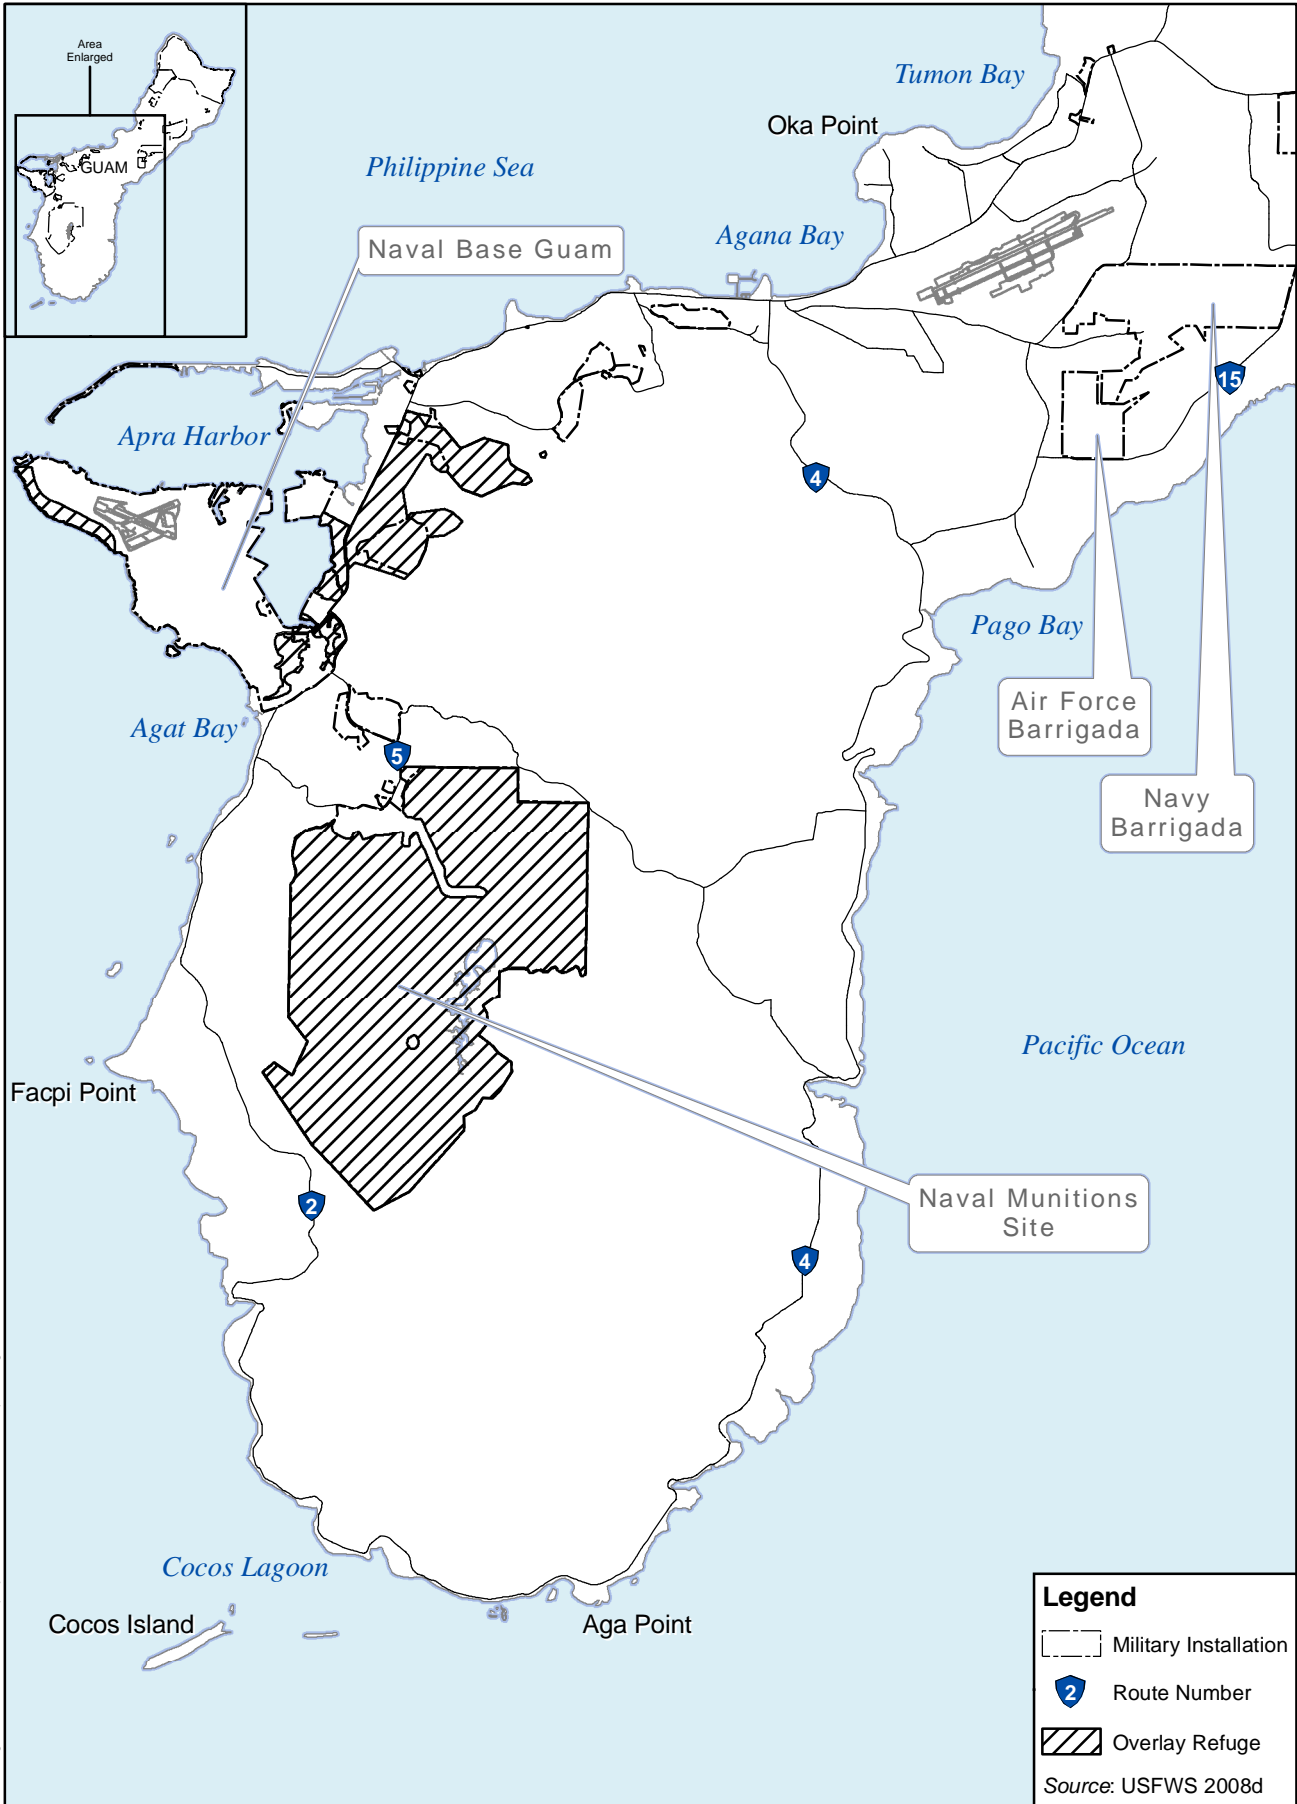 Area
Enlarged
GUAM
Tumon Bay
Oka Point
Philippine Sea
Agana Bay
Naval Base Guam
15
Apra Harbor
4
Pago Bay
Air Force
Barrigada
Agat Bay
5
Navy
Barrigada
Pacific Ocean
Facpi Point
Naval Munitions
Site
2
4
Cocos Lagoon
Cocos Island
Aga Point
Legend
Military Installation
2 Route Number
Overlay Refuge
Source: USFWS 2008d